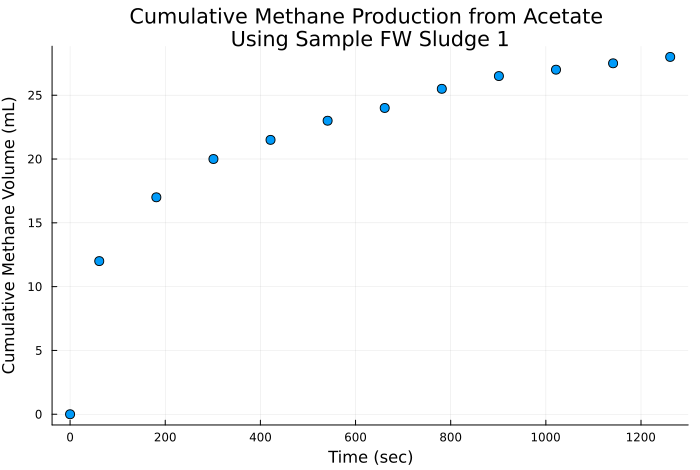 Cumulative Methane Production from Acetate
Using Sample FW Sludge 1
Cumulative Methane Volume (mL)
25
20
15
10
5
0
0 200 400 600 800 1000 1200
Time (sec)